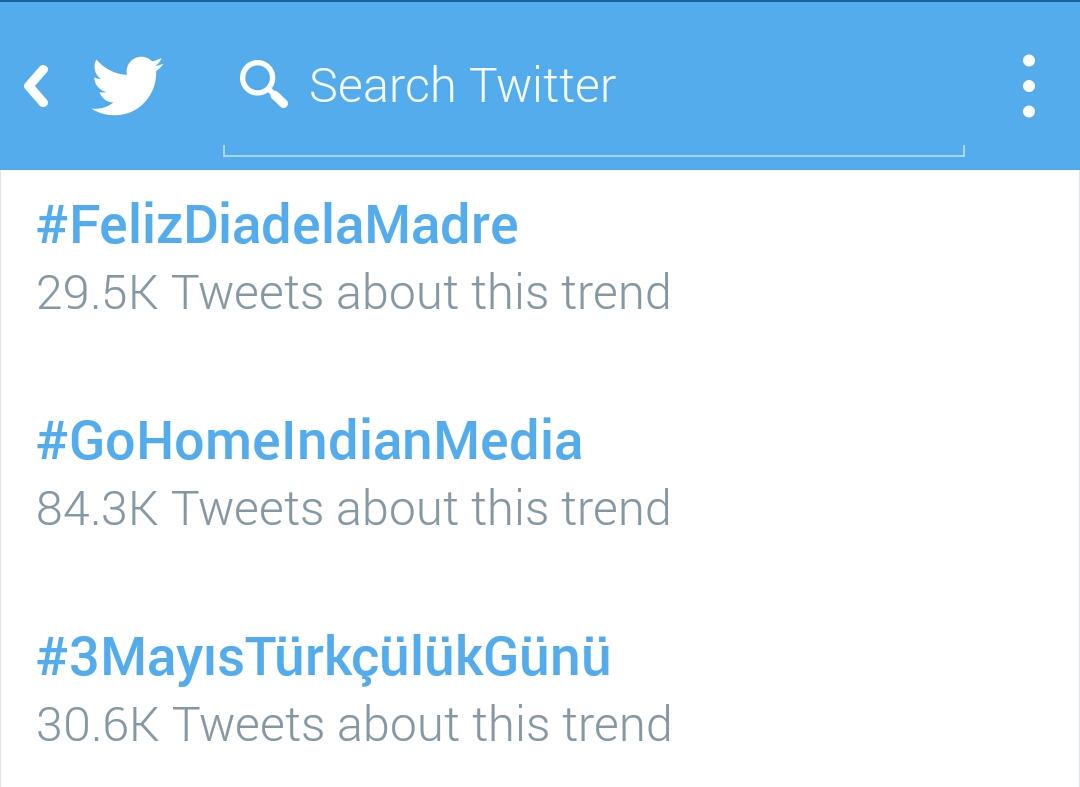 Search Twitter
#FelizDiadelaMadre
29.5K Tweets about this trend
#GoHomeIndianMedia
84.3K Tweets about this trend
#3MayısTürkçülükGünü
30.6K Tweets about this trend